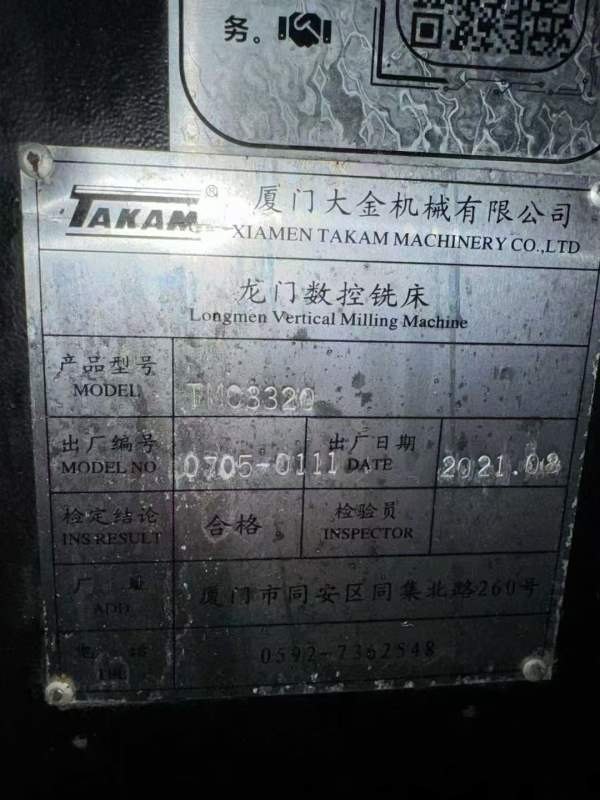 务。
TAKAM®
厦门大金机械有限公司
XIAMEN TAKAM MACHINERY CO.,LTD
龙门数控铣床
Longmen Vertical Milling Machine
产品型号
MODEL
TMC3320
出厂编号
MODEL NO
0705-0111
出厂日期
DATE
2021.08
检定结论
INS RESULT
合格
检验员
INSPECTOR
厂 址
ADD
厦门市同安区同集北路260号
电 话
TEL
0592-7362548